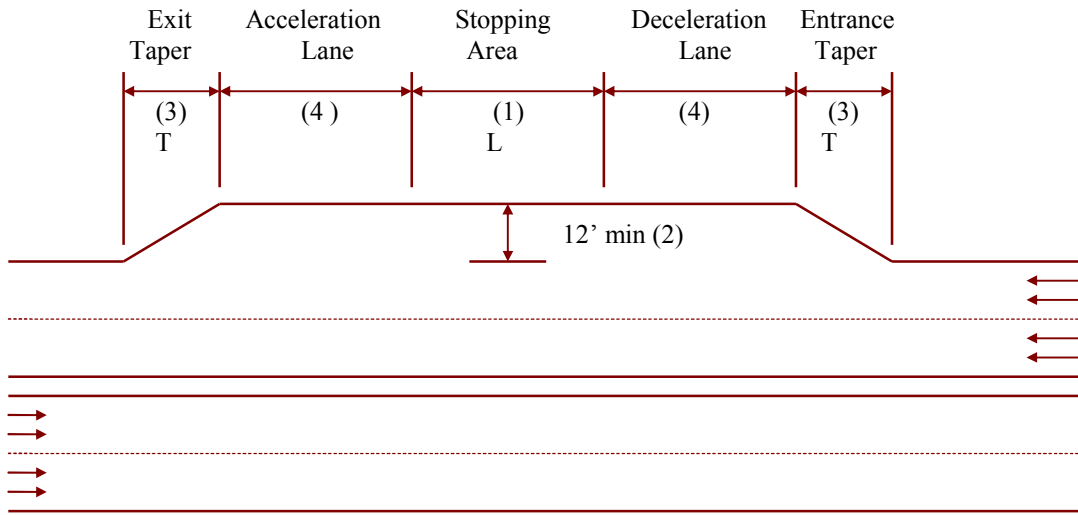 Exit Taper
Acceleration Lane
Stopping Area
Deceleration Lane
Entrance Taper
(3)
T
(4 )
(1)
L
(4)
(3)
T
12’ min (2)